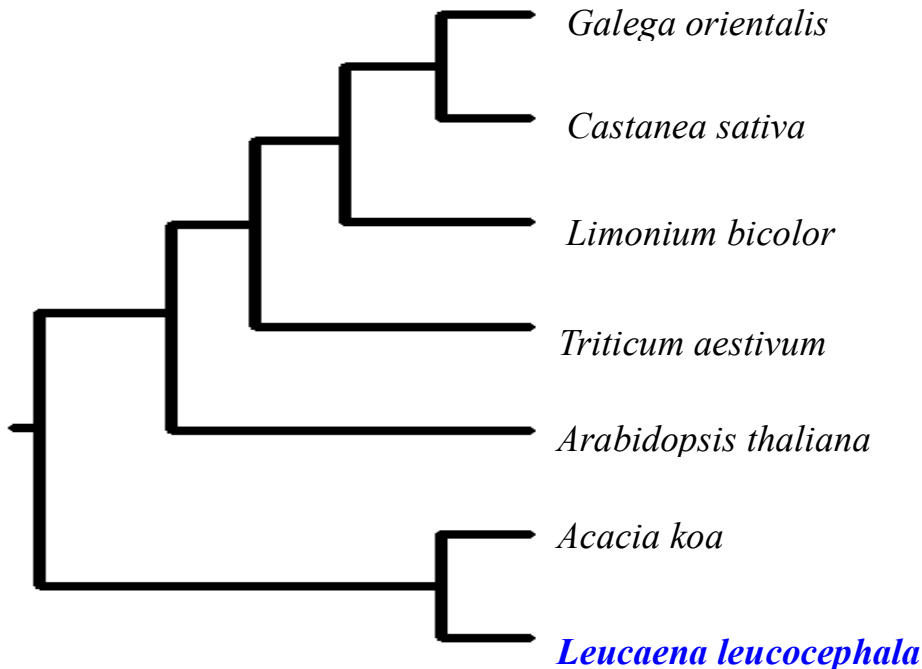 Galega orientalis
Castanea sativa
Limonium bicolor
Triticum aestivum
Arabidopsis thaliana
Acacia koa
Leucaena leucocephala